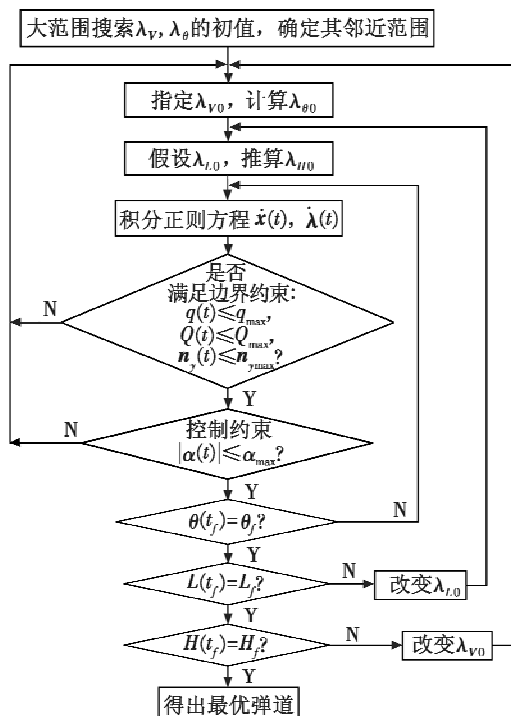 大范围搜索λV, λθ的初值，确定其邻近范围
指定λV0，计算λθ0
假设λL0，推算λH0
积分正则方程 ẋ(t)，λ̇(t)
是否
满足边界约束：
N
q(t)≤qmax,
Q(t)≤Qmax,
ny(t)≤nymax?
Y
N
控制约束
|α(t)|≤αmax?
Y
θ(tf)=θf?
N
Y
L(tf)=Lf?
N
改变λL0
Y
H(tf)=Hf?
N
改变λV0
Y
得出最优弹道